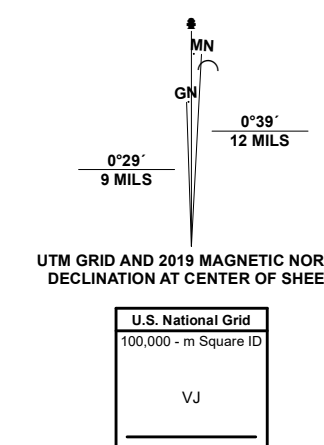 MN
GN
0°39´
12 MILS
0°29´
9 MILS
UTM GRID AND 2019 MAGNETIC NOR
DECLINATION AT CENTER OF SHEE
U.S. National Grid
100,000 - m Square ID
VJ